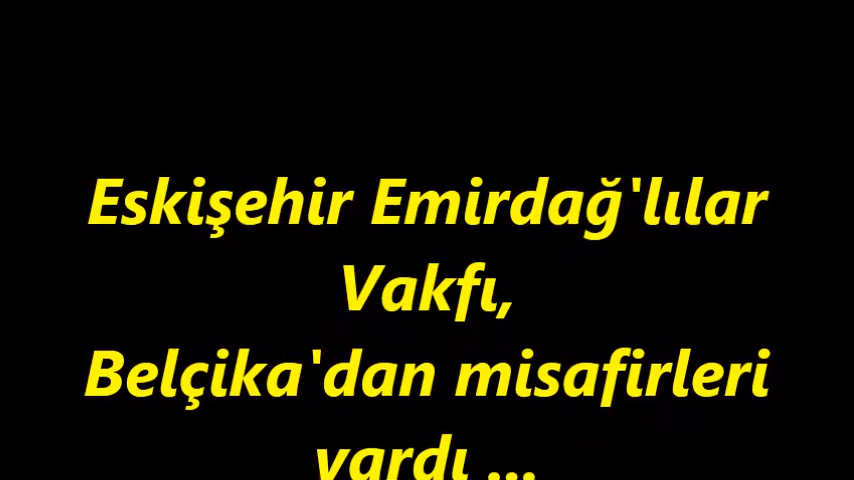 Eskişehir Emirdağ'lılar
Vakfı,
Belçika'dan misafirleri
vardı ...